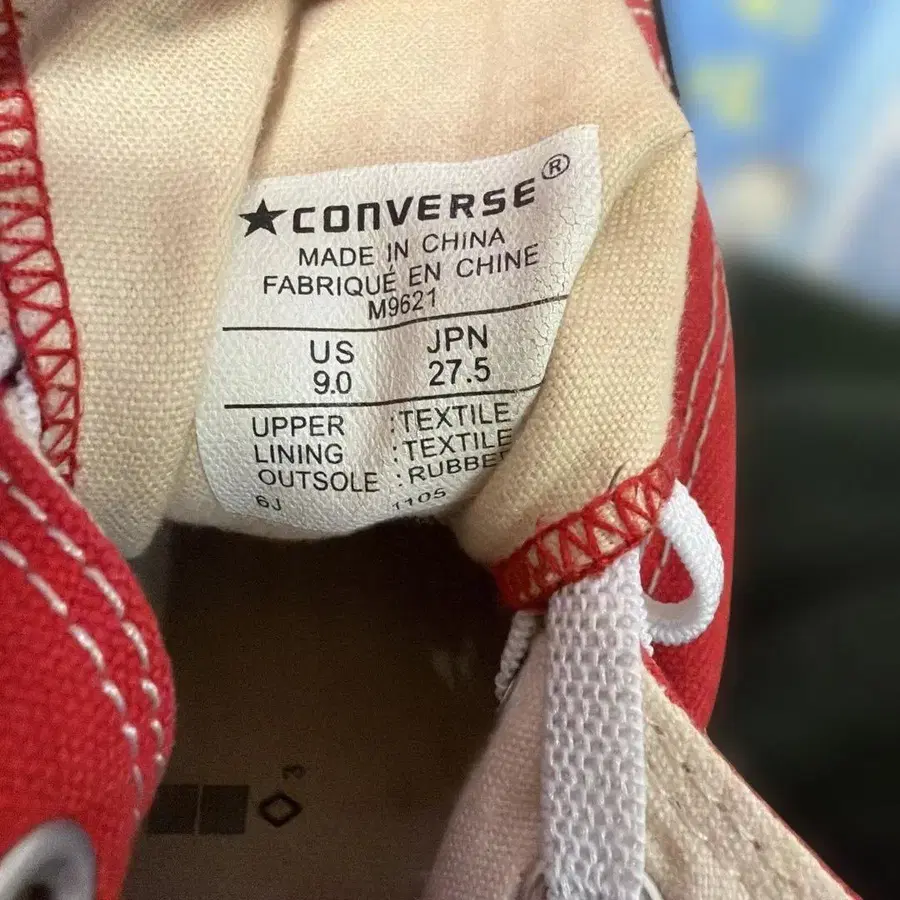 ★CONVERSE®
MADE IN CHINA
FABRIQUÉ EN CHINE
M9621
US JPN
9.0 27.5
UPPER :TEXTILE
LINING :TEXTILE
OUTSOLE :RUBBER
6J 1105
3